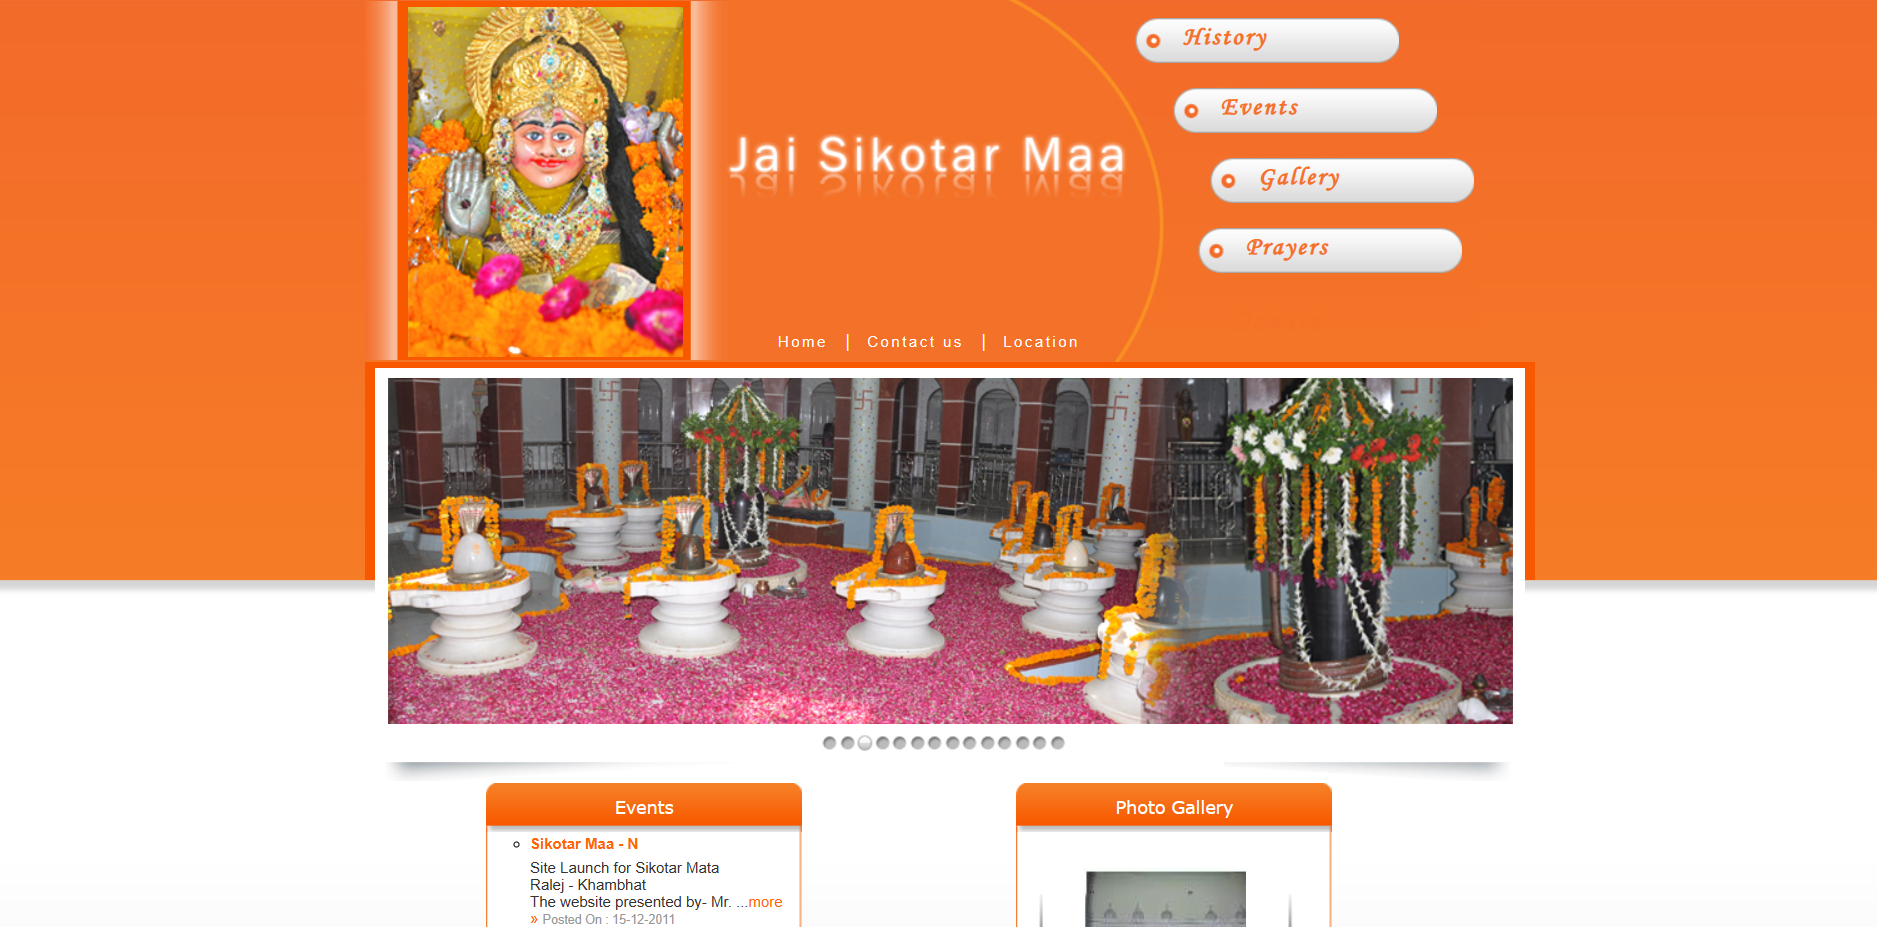 History
Events
Gallery
Prayers
Jai Sikotar Maa
Home | Contact us | Location
Events
Sikotar Maa - N
Site Launch for Sikotar Mata
Ralej - Khambhat
The website presented by- Mr. ...more
» Posted On : 15-12-2011
Photo Gallery